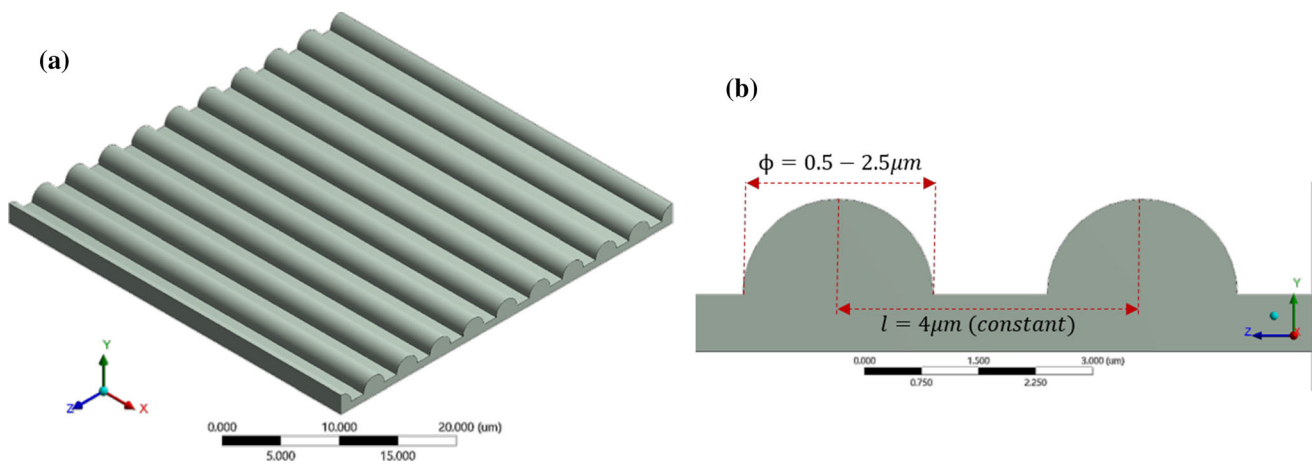 (a)
Y
Z
X
0.000 10.000 20.000 (um)
5.000 15.000
(b)
ϕ = 0.5 − 2.5μm
l = 4μm (constant)
Y
Z
X
0.000 1.500 3.000 (um)
0.750 2.250